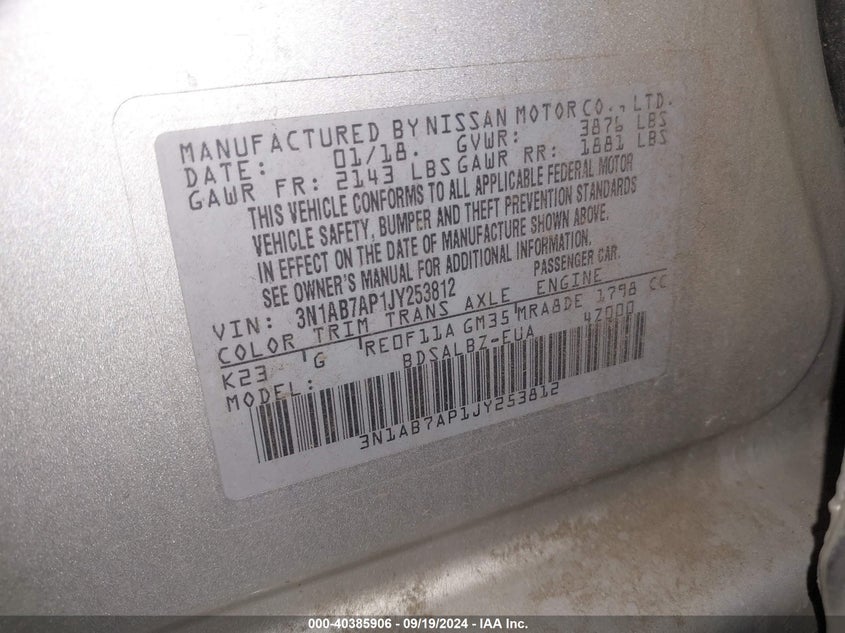 MANUFACTURED BY NISSAN MOTOR CO., LTD.
DATE: 01/18. GVWR: 3876 LBS
GAWR FR: 2143 LBS GAWR RR: 1881 LBS
THIS VEHICLE CONFORMS TO ALL APPLICABLE FEDERAL MOTOR
VEHICLE SAFETY, BUMPER AND THEFT PREVENTION STANDARDS
IN EFFECT ON THE DATE OF MANUFACTURE SHOWN ABOVE.
SEE OWNER'S MANUAL FOR ADDITIONAL INFORMATION.
VIN: 3N1AB7AP1JY253812 PASSENGER CAR.
COLOR TRIM TRANS AXLE ENGINE
K23 G RE0F11A GM35 MRA8DE 1798 CC
MODEL: BDSALBZ-EUA 4Z000
3N1AB7AP1JY253812
000-40385906 - 09/19/2024 - IAA Inc.